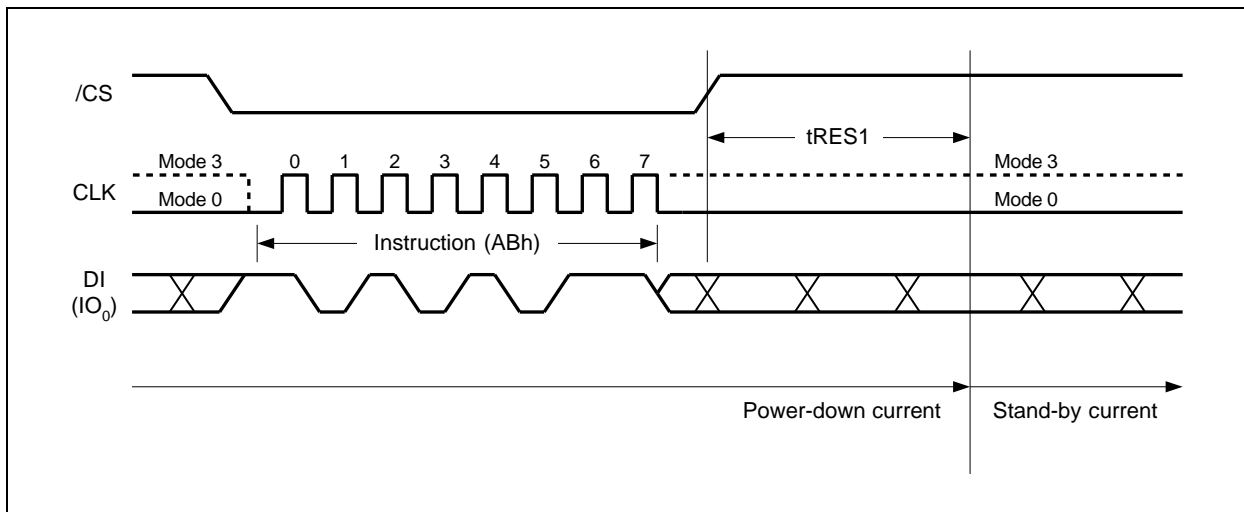 /CS
tRES1
Mode 3 0 1 2 3 4 5 6 7 Mode 3
CLK
Mode 0 Mode 0
Instruction (ABh)
DI
(IO₀)
Power-down current Stand-by current